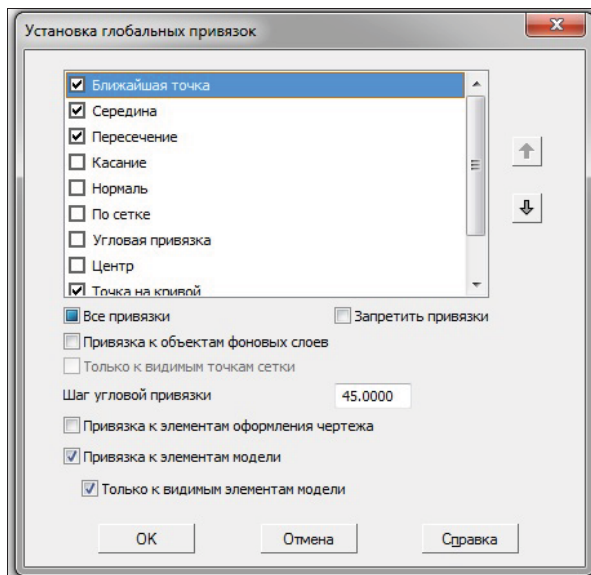 Установка глобальных привязок
Ближайшая точка
Середина
Пересечение
Касание
Нормаль
По сетке
Угловая привязка
Центр
Точка на кривой
Все привязки Запретить привязки
Привязка к объектам фоновых слоев
Только к видимым точкам сетки
Шаг угловой привязки 45.0000
Привязка к элементам оформления чертежа
Привязка к элементам модели
Только к видимым элементам модели
OK Отмена Справка